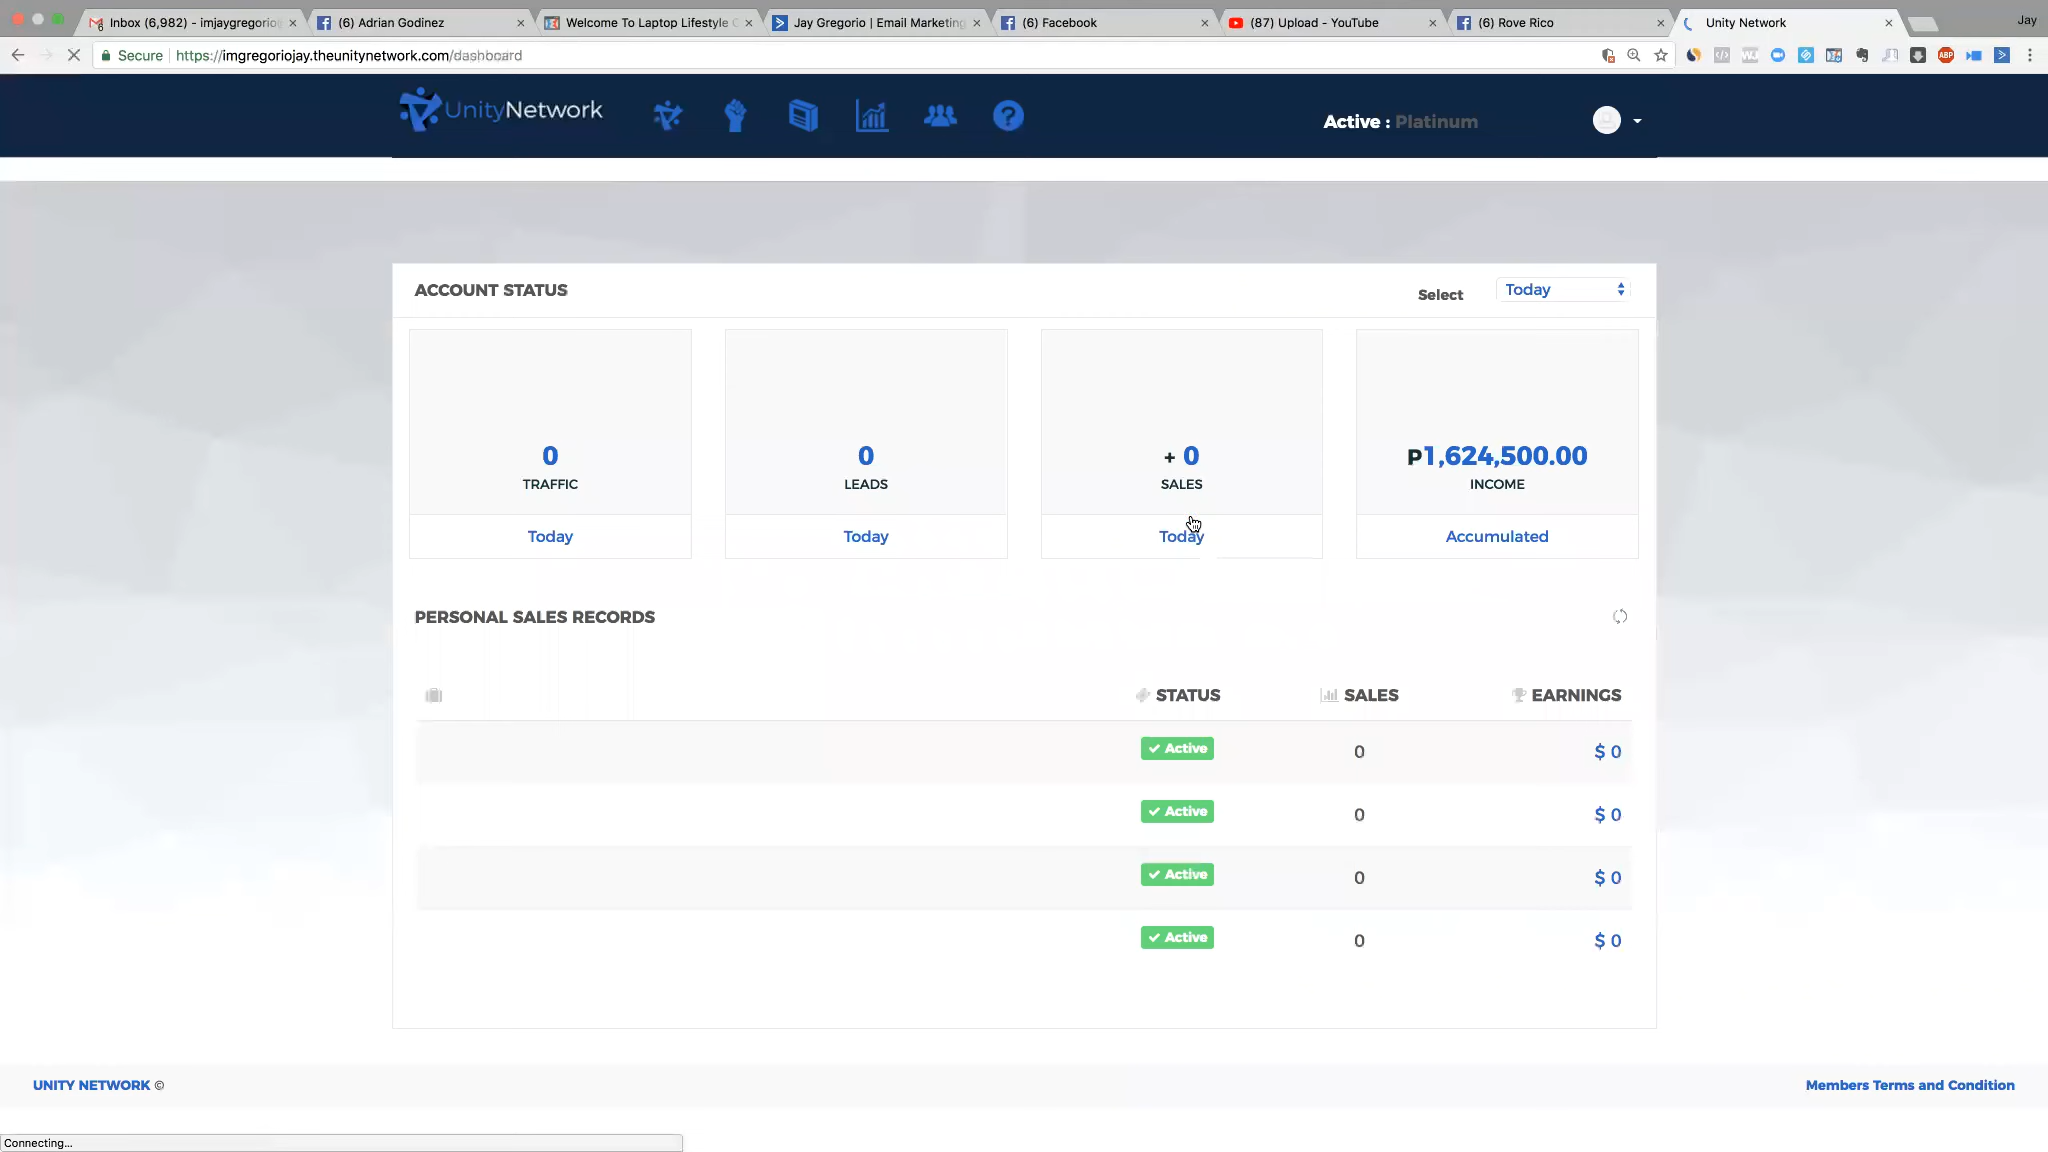 Inbox (6,982) - imjaygregorio
(6) Adrian Godinez
Welcome To Laptop Lifestyle
Jay Gregorio | Email Marketing
(6) Facebook
(87) Upload - YouTube
(6) Rove Rico
Unity Network
Jay
Secure
https://imgregoriojay.theunitynetwork.com/dashboard
ABP
UnityNetwork
Active : Platinum
ACCOUNT STATUS
Select
Today
0
TRAFFIC
Today
0
LEADS
Today
+ 0
SALES
Today
P1,624,500.00
INCOME
Accumulated
PERSONAL SALES RECORDS
STATUS SALES EARNINGS
Active 0 $ 0
Active 0 $ 0
Active 0 $ 0
Active 0 $ 0
UNITY NETWORK ©
Members Terms and Condition
Connecting...